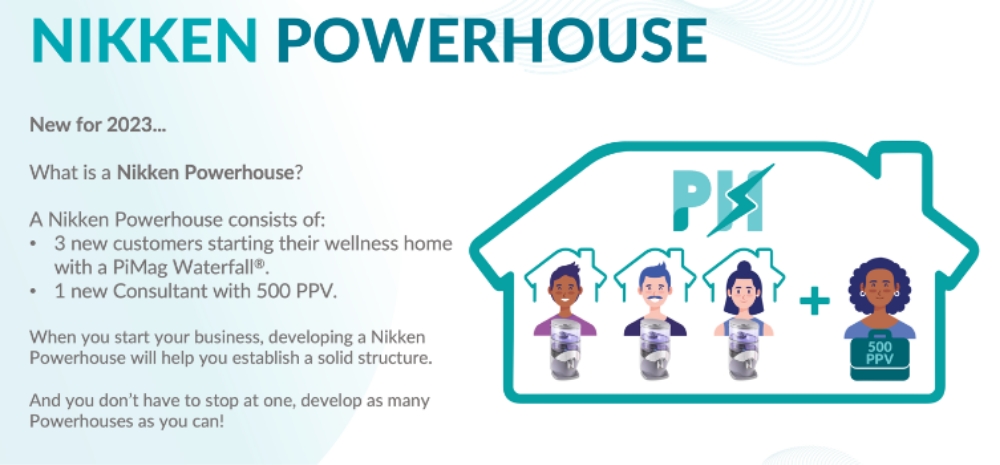 NIKKEN POWERHOUSE
New for 2023...
What is a Nikken Powerhouse?
A Nikken Powerhouse consists of:
• 3 new customers starting their wellness home
with a PiMag Waterfall®.
• 1 new Consultant with 500 PPV.
When you start your business, developing a Nikken
Powerhouse will help you establish a solid structure.
And you don't have to stop at one, develop as many
Powerhouses as you can!
PH
+
500
PPV